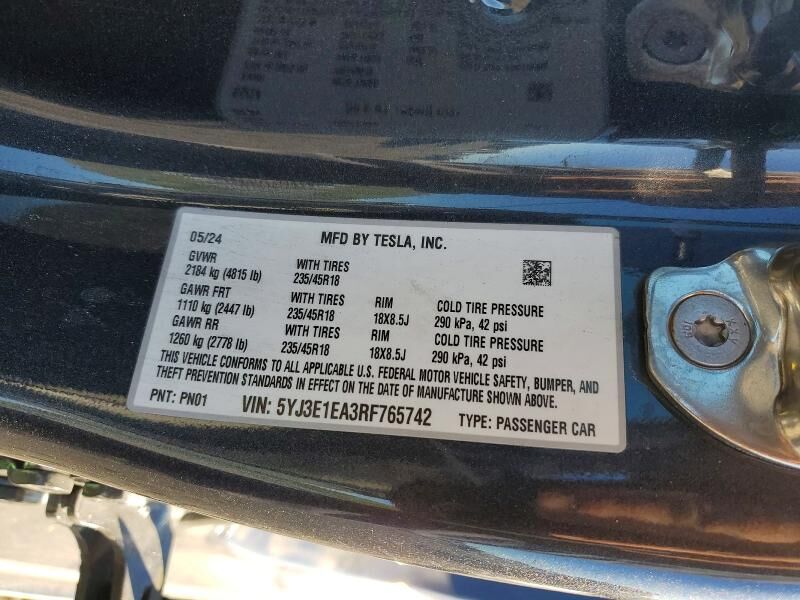 05/24 MFD BY TESLA, INC.
GVWR WITH TIRES
2184 kg (4815 lb) 235/45R18
GAWR FRT WITH TIRES RIM COLD TIRE PRESSURE
1110 kg (2447 lb) 235/45R18 18X8.5J 290 kPa, 42 psi
GAWR RR WITH TIRES RIM COLD TIRE PRESSURE
1260 kg (2778 lb) 235/45R18 18X8.5J 290 kPa, 42 psi
THIS VEHICLE CONFORMS TO ALL APPLICABLE U.S. FEDERAL MOTOR VEHICLE SAFETY, BUMPER, AND
THEFT PREVENTION STANDARDS IN EFFECT ON THE DATE OF MANUFACTURE SHOWN ABOVE.
PNT: PN01 VIN: 5YJ3E1EA3RF765742 TYPE: PASSENGER CAR